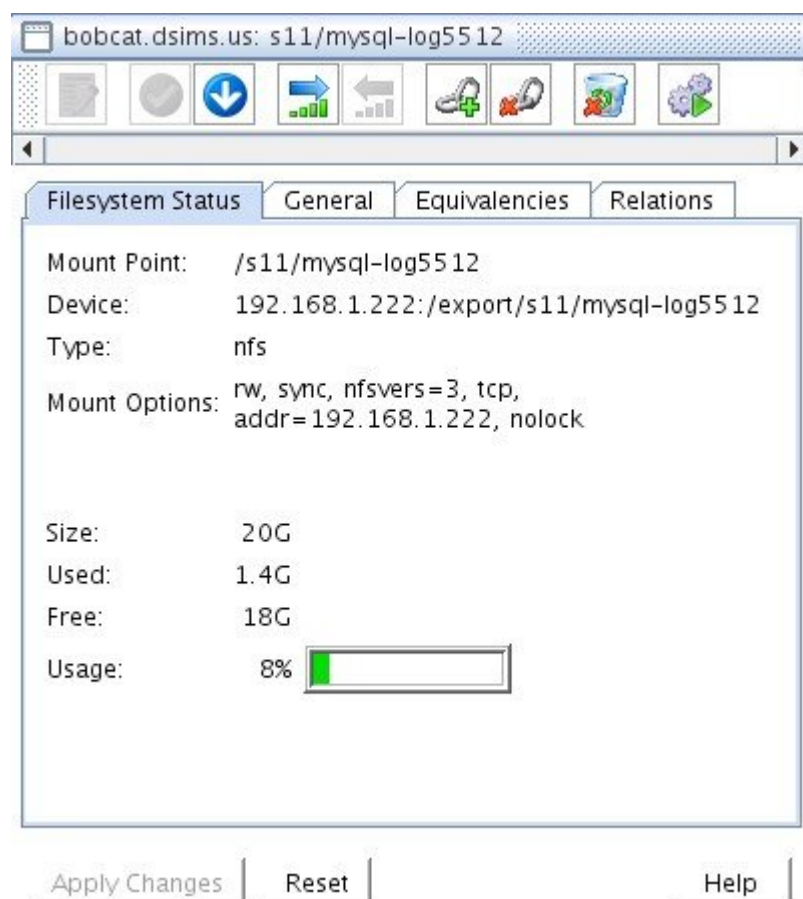 bobcat.dsims.us: s11/mysql-log5512
Filesystem Status General Equivalencies Relations
Mount Point: /s11/mysql-log5512
Device: 192.168.1.222:/export/s11/mysql-log5512
Type: nfs
Mount Options: rw, sync, nfsvers=3, tcp,
addr=192.168.1.222, nolock
Size: 20G
Used: 1.4G
Free: 18G
Usage: 8%
Apply Changes Reset Help